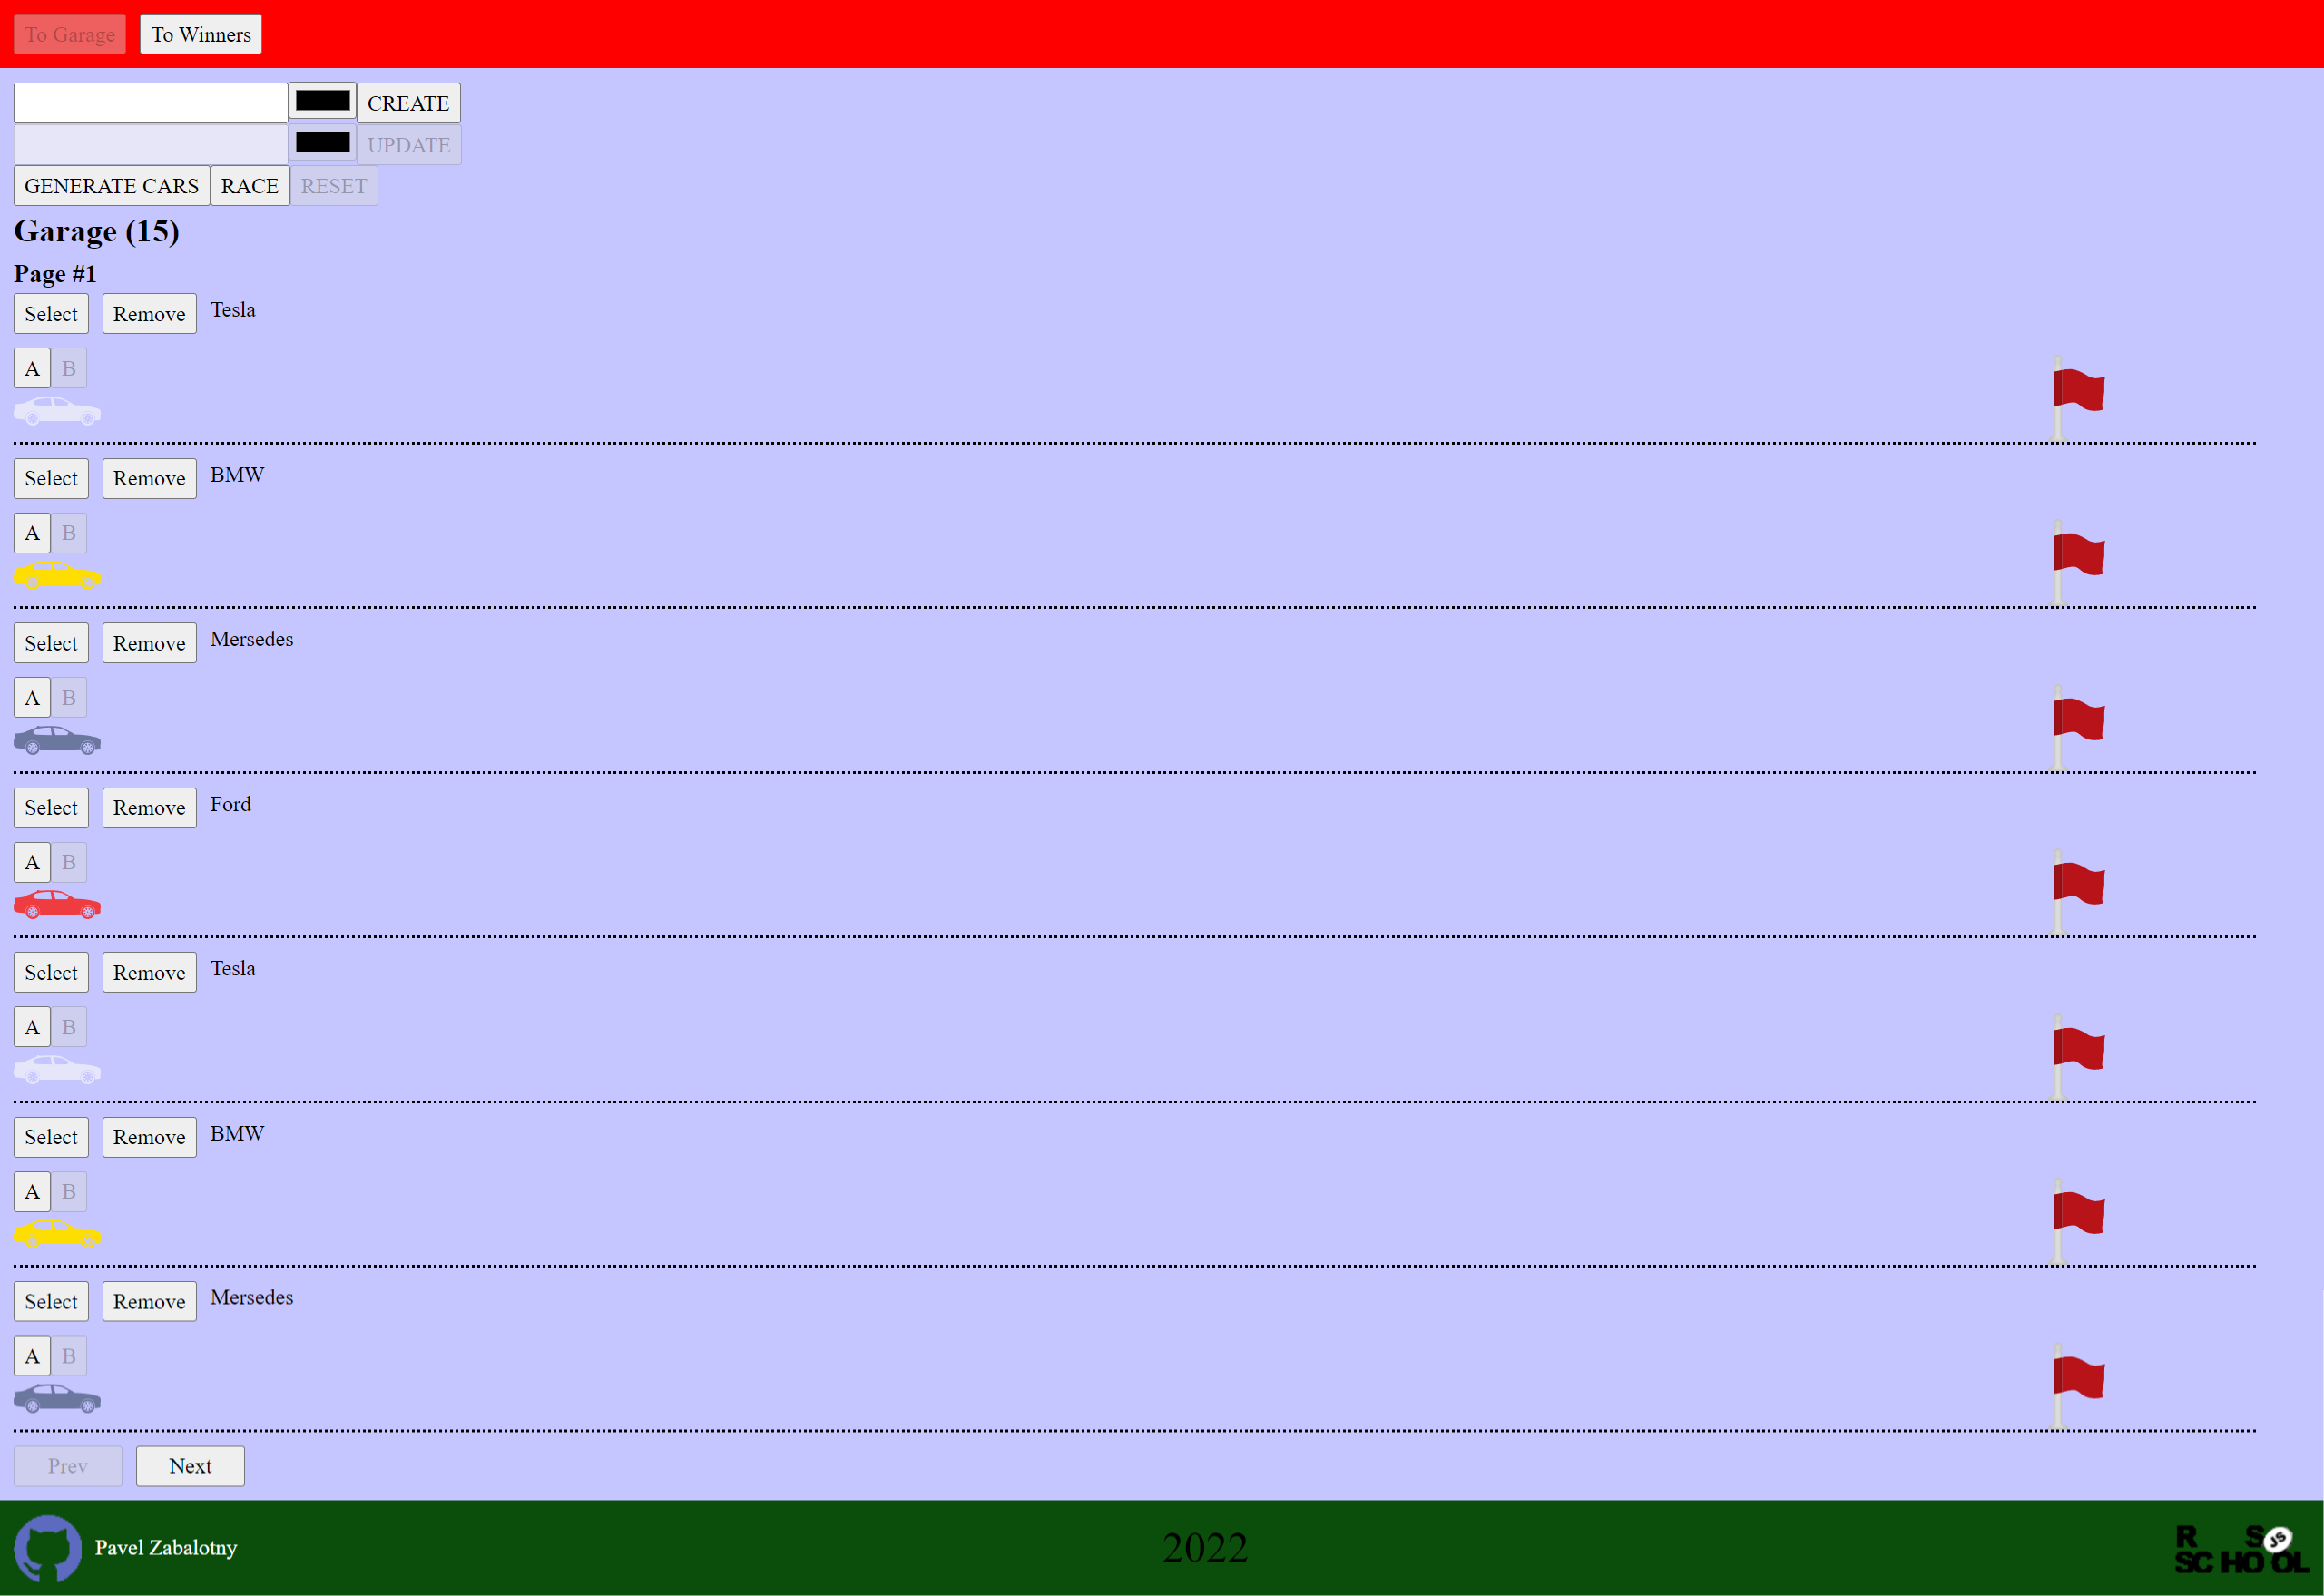 To Garage To Winners
CREATE
UPDATE
GENERATE CARS RACE RESET
Garage (15)
Page #1
Select Remove Tesla
A B
Select Remove BMW
A B
Select Remove Mersedes
A B
Select Remove Ford
A B
Select Remove Tesla
A B
Select Remove BMW
A B
Select Remove Mersedes
A B
Prev Next
Pavel Zabalotny 2022
R S JS
SCHOOL